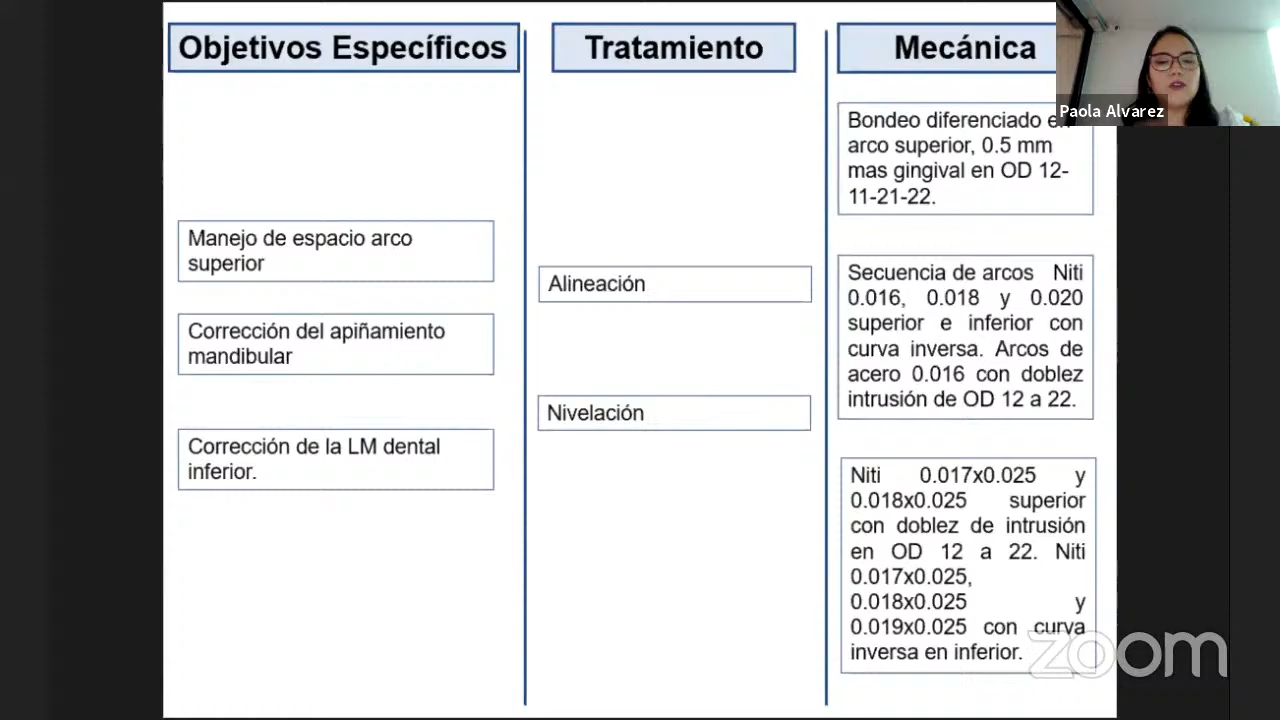 Objetivos Específicos
Tratamiento
Mecánica
Paola Alvarez
Manejo de espacio arco
superior
Corrección del apiñamiento
mandibular
Corrección de la LM dental
inferior.
Alineación
Nivelación
Bondeo diferenciado en
arco superior, 0.5 mm
mas gingival en OD 12-
11-21-22.
Secuencia de arcos Niti
0.016, 0.018 y 0.020
superior e inferior con
curva inversa. Arcos de
acero 0.016 con doblez
intrusión de OD 12 a 22.
Niti 0.017x0.025 y
0.018x0.025 superior
con doblez de intrusión
en OD 12 a 22. Niti
0.017x0.025,
0.018x0.025 y
0.019x0.025 con curva
inversa en inferior.
zoom